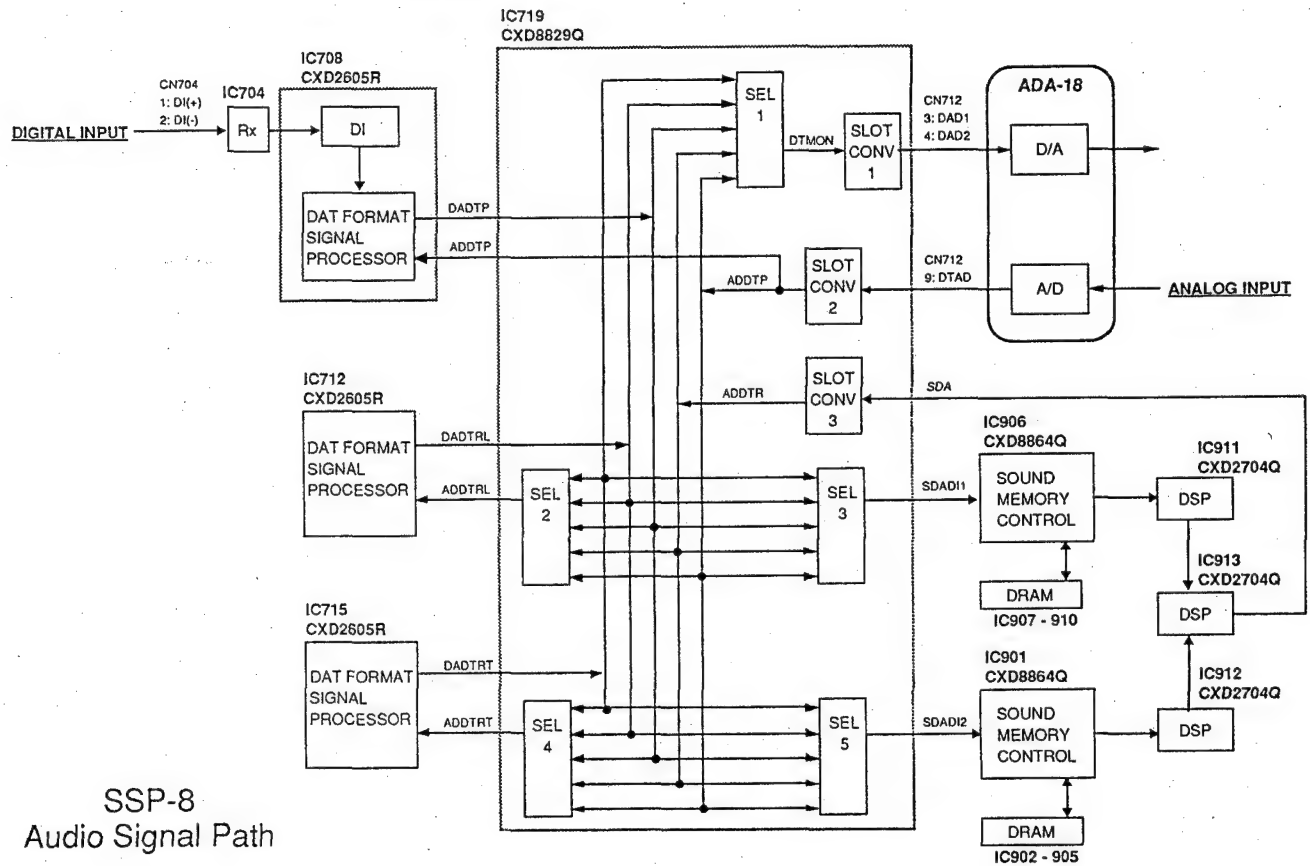 IC719
CXD8829Q
IC708
CXD2605R
CN704
1: DI(+)
2: DI(-)
IC704
DIGITAL INPUT
Rx
DI
DAT FORMAT
SIGNAL
PROCESSOR
DADTP
ADDTP
SEL
1
DTMON
SLOT
CONV
1
CN712
3: DAD1
4: DAD2
ADA-18
D/A
ADDTP
SLOT
CONV
2
CN712
9: DTAD
A/D
ANALOG INPUT
ADDTR
SLOT
CONV
3
SDA
IC712
CXD2605R
DAT FORMAT
SIGNAL
PROCESSOR
DADTRL
ADDTRL
SEL
2
SEL
3
SDADI1
IC906
CXD8864Q
SOUND
MEMORY
CONTROL
DRAM
IC907 - 910
IC911
CXD2704Q
DSP
IC913
CXD2704Q
DSP
IC715
CXD2605R
DAT FORMAT
SIGNAL
PROCESSOR
DADTRT
ADDTRT
SEL
4
SEL
5
SDADI2
IC901
CXD8864Q
SOUND
MEMORY
CONTROL
DRAM
IC902 - 905
IC912
CXD2704Q
DSP
SSP-8
Audio Signal Path